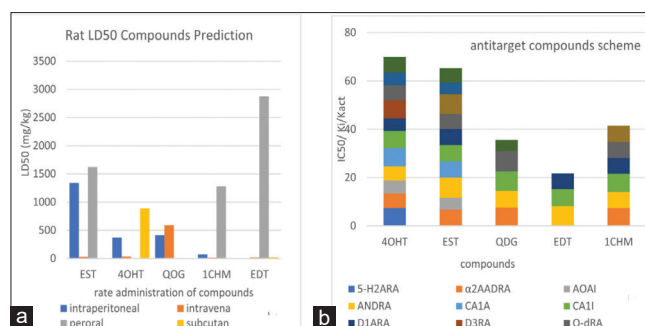 Rat LD50 Compounds Prediction
3500
3000
2500
2000
1500
1000
500
0
LD50 (mg/kg)
EST 4OHT QOG 1CHM EDT
rate administration of compounds
intraperitoneal intravena
peroral subcutan
a
antitarget compounds scheme
80
60
40
20
0
IC50/ Ki/Kact
4OHT EST QDG EDT 1CHM
compounds
5-H2ARA α2AADRA AOAI
ANDRA CA1A CA1I
D1ARA D3RA O-dRA
b